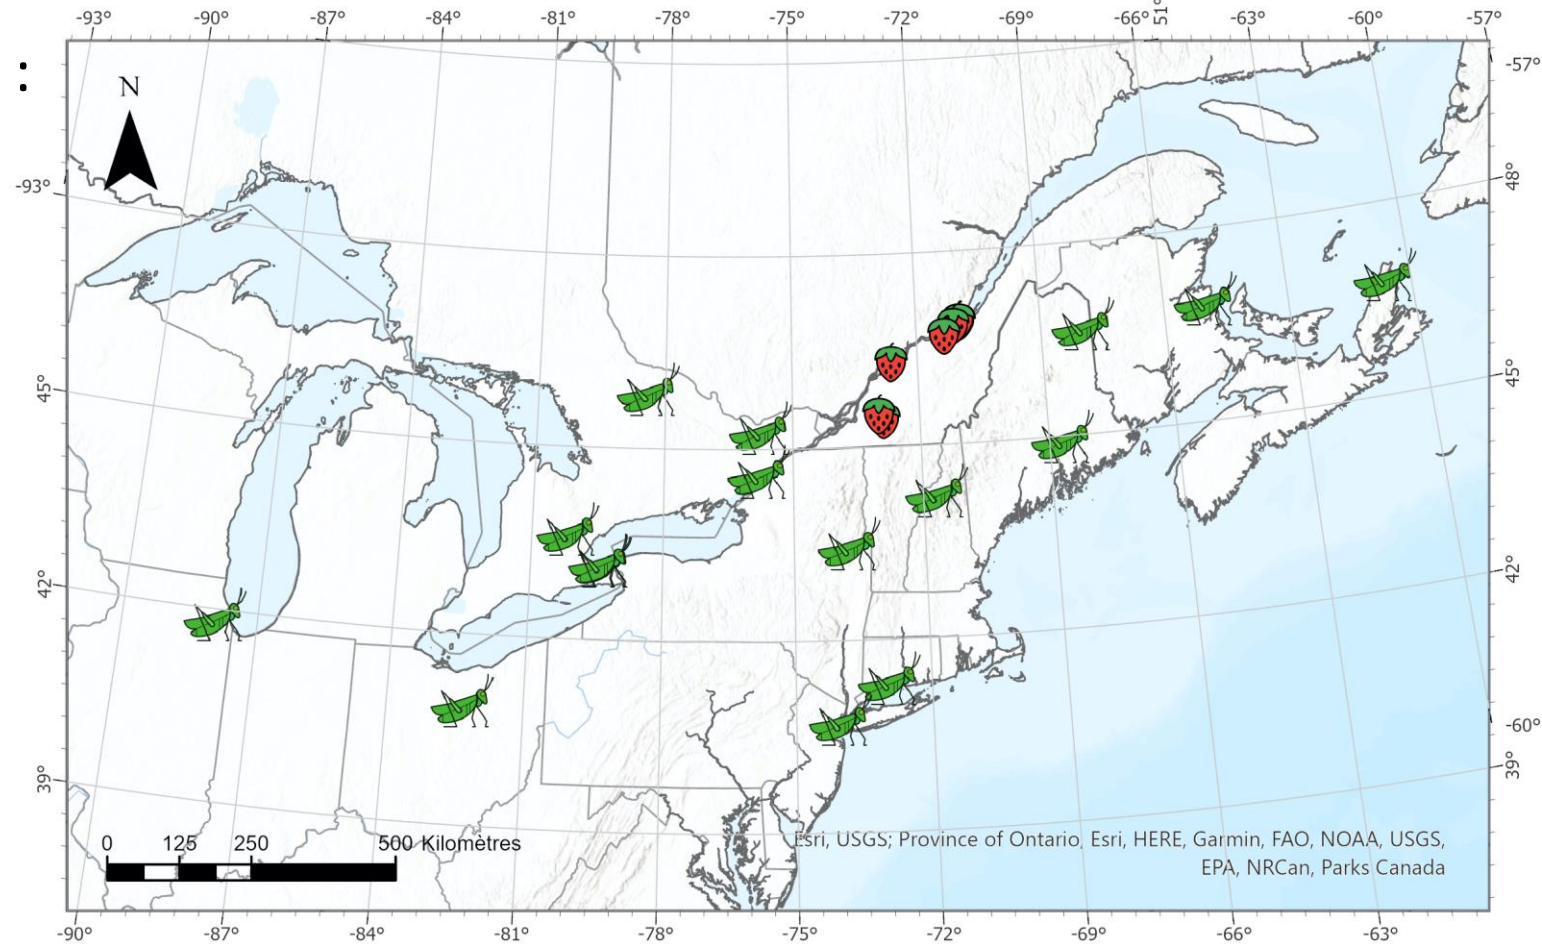 -93° -90° -87° -84° -81° -78° -75° -72° -69° -66° 51° -63° -60° -57°
:
-57°
N
-93°
48°
45°
45°
42°
42°
-60°
39°
39°
0 125 250 500 Kilomètres
Esri, USGS; Province of Ontario, Esri, HERE, Garmin, FAO, NOAA, USGS,
EPA, NRCan, Parks Canada
-90° -87° -84° -81° -78° -75° -72° -69° -66° -63°